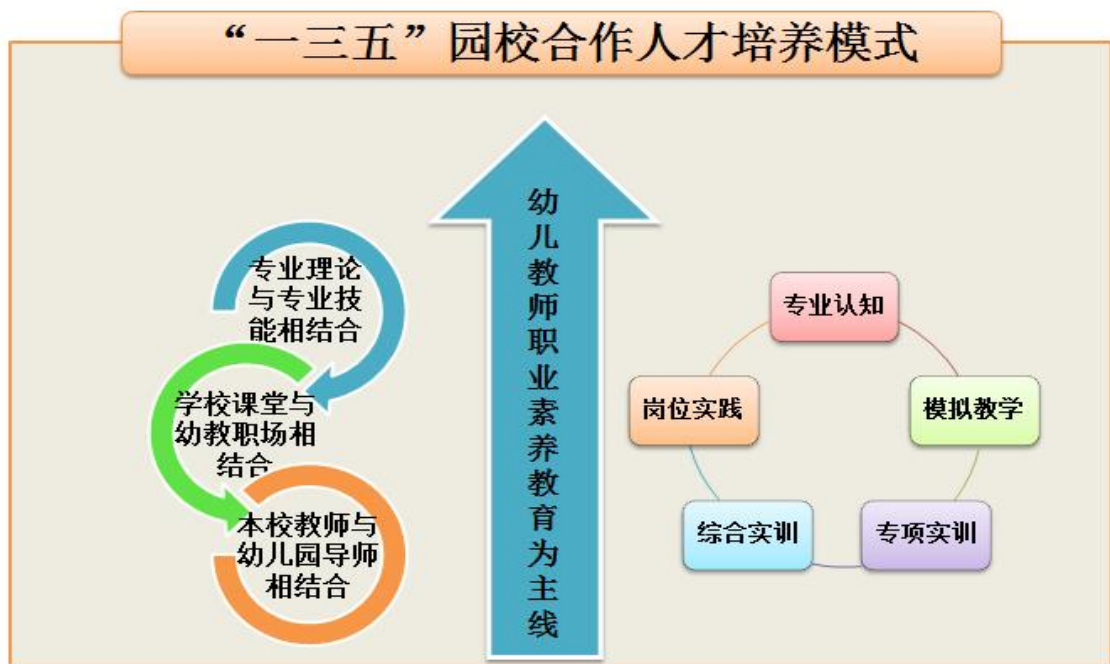 “一三五”园校合作人才培养模式
专业理论
与专业技
能相结合
学校课堂与
幼教职场相
结合
本校教师与
幼儿园导师
相结合
幼儿教师职业素养教育为主线
专业认知
模拟教学
专项实训
综合实训
岗位实践